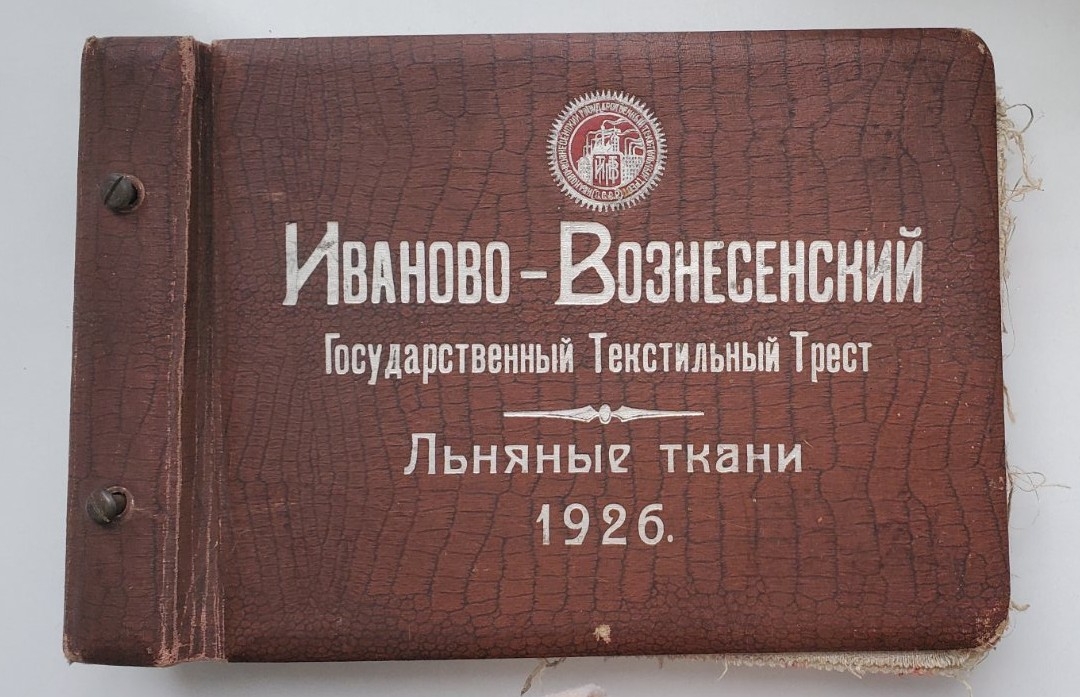 Иваново-Вознесенский
Государственный Текстильный Трест
Льняные ткани
1926.